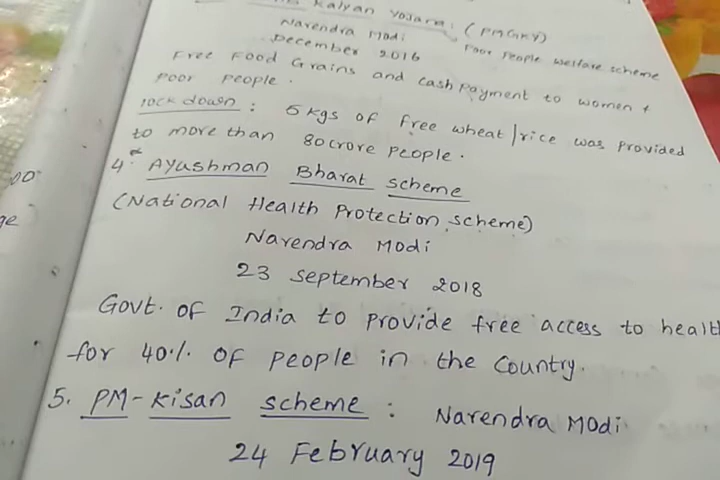 Kalyan Yojana: (PMGKY)
Narendra Modi
Poor People welfare scheme
December 2016
Free Food Grains and cash payment to women +
poor people.
lock down : 5 kgs of free wheat/rice was provided
to more than 80 crore people.
4. Ayushman Bharat scheme
(National Health Protection scheme)
Narendra Modi
23 september 2018
Govt. of India to provide free access to health
for 40% of people in the country.
5. PM-Kisan scheme : Narendra Modi
24 February 2019